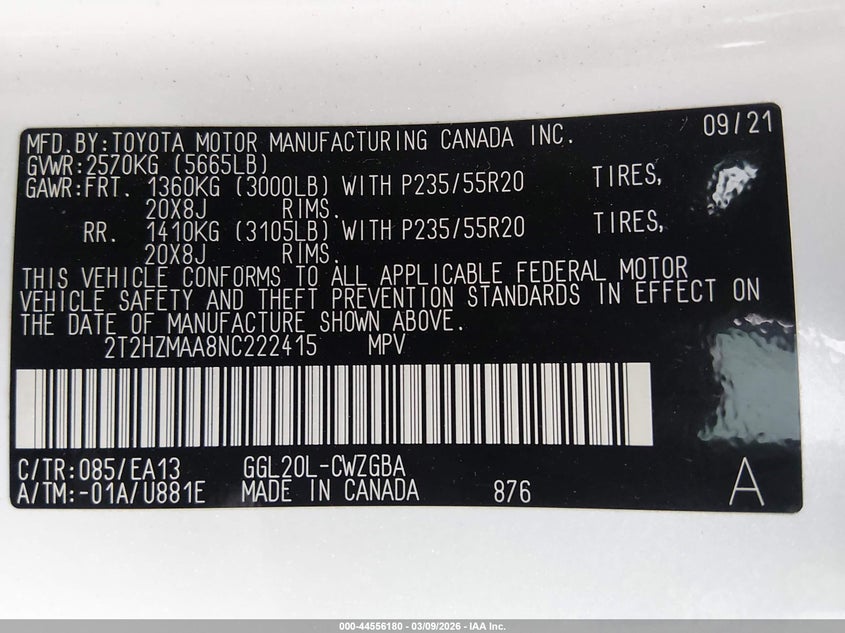 MFD.BY:TOYOTA MOTOR MANUFACTURING CANADA INC. 09/21
GVWR:2570KG (5665LB)
GAWR:FRT. 1360KG (3000LB) WITH P235/55R20 TIRES,
20X8J RIMS.
RR. 1410KG (3105LB) WITH P235/55R20 TIRES,
20X8J RIMS.
THIS VEHICLE CONFORMS TO ALL APPLICABLE FEDERAL MOTOR
VEHICLE SAFETY AND THEFT PREVENTION STANDARDS IN EFFECT ON
THE DATE OF MANUFACTURE SHOWN ABOVE.
2T2HZMAA8NC222415 MPV
C/TR:085/EA13 GGL20L-CWZGBA
A/TM:-01A/U881E MADE IN CANADA 876 A
000-44556180 - 03/09/2026 - IAA Inc.